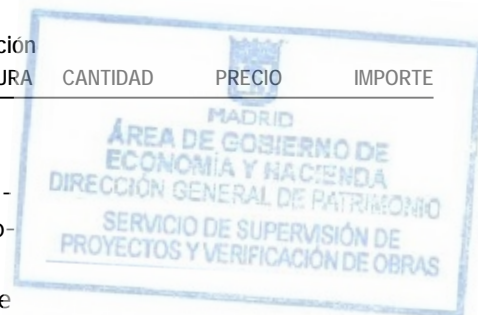 ción
URA CANTIDAD PRECIO IMPORTE
MADRID
ÁREA DE GOBIERNO DE
ECONOMÍA Y HACIENDA
DIRECCIÓN GENERAL DE PATRIMONIO
SERVICIO DE SUPERVISIÓN DE
PROYECTOS Y VERIFICACIÓN DE OBRAS
-
o-
e